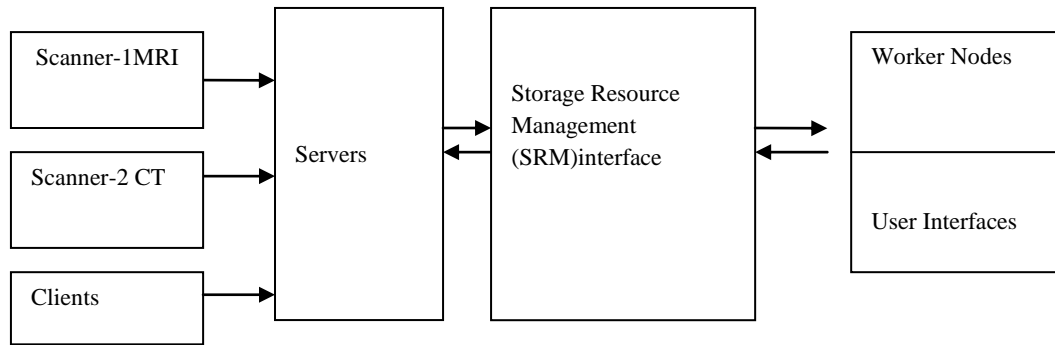 Scanner-1MRI
Scanner-2 CT
Clients
Servers
Storage Resource
Management
(SRM)interface
Worker Nodes
User Interfaces